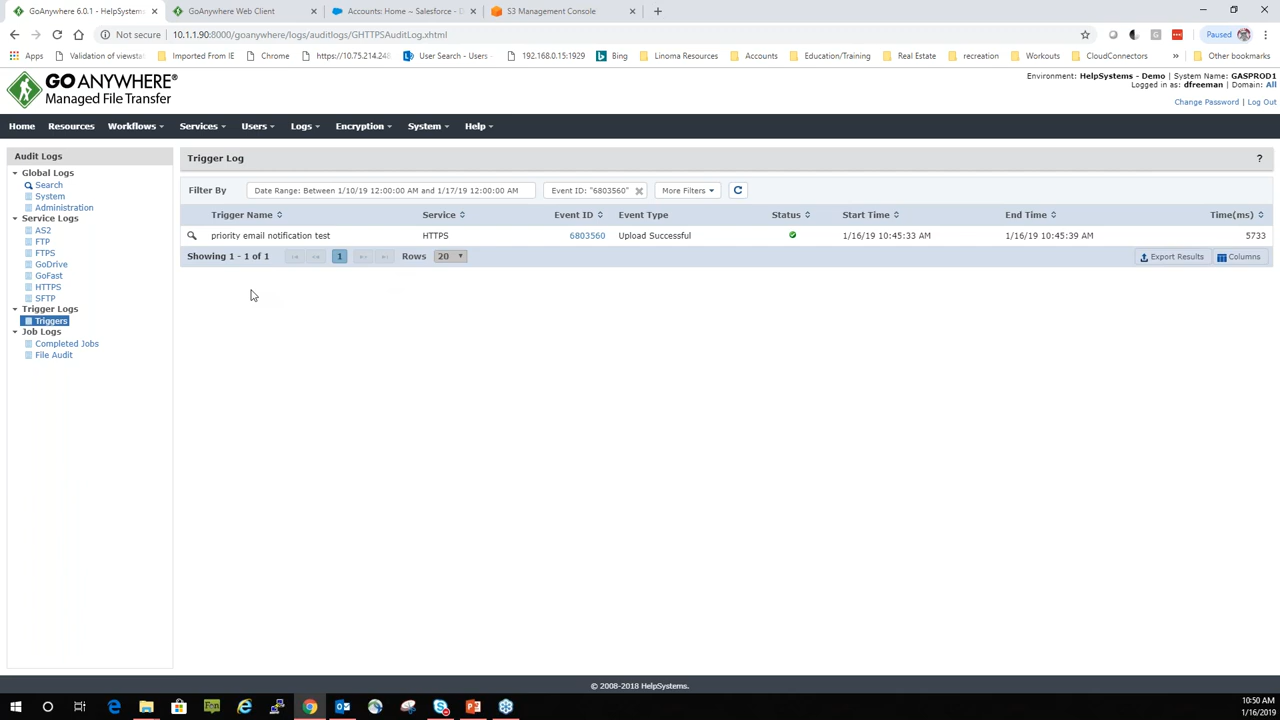 GoAnywhere 6.0.1 - HelpSystems
GoAnywhere Web Client
Accounts: Home ~ Salesforce - D
S3 Management Console
Not secure
10.1.1.90:8000/goanywhere/logs/auditlogs/GHTTPSAuditLog.xhtml
Paused
Apps
Validation of viewst
Imported From IE
Chrome
https://10.75.214.248
User Search - Users -
192.168.0.15:1929
Bing
Linoma Resources
Accounts
Education/Training
Real Estate
recreation
Workouts
CloudConnectors
»
Other bookmarks
GOANYWHERE®
Managed File Transfer
Environment: HelpSystems - Demo | System Name: GASPROD1
Logged in as: dfreeman | Domain: All
Change Password | Log Out
Home Resources Workflows Services Users Logs Encryption System Help
Audit Logs
Global Logs
Search
System
Administration
Service Logs
AS2
FTP
FTPS
GoDrive
GoFast
HTTPS
SFTP
Trigger Logs
Triggers
Job Logs
Completed Jobs
File Audit
Trigger Log
?
Filter By
Date Range: Between 1/10/19 12:00:00 AM and 1/17/19 12:00:00 AM
Event ID: "6803560"
More Filters
Trigger Name Service Event ID Event Type Status Start Time End Time Time(ms)
priority email notification test HTTPS 6803560 Upload Successful 1/16/19 10:45:33 AM 1/16/19 10:45:39 AM 5733
Showing 1 - 1 of 1
1
Rows
20
Export Results
Columns
© 2008-2018 HelpSystems.
10:50 AM
1/16/2019